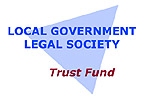 LOCAL GOVERNMENT
LEGAL SOCIETY
Trust Fund